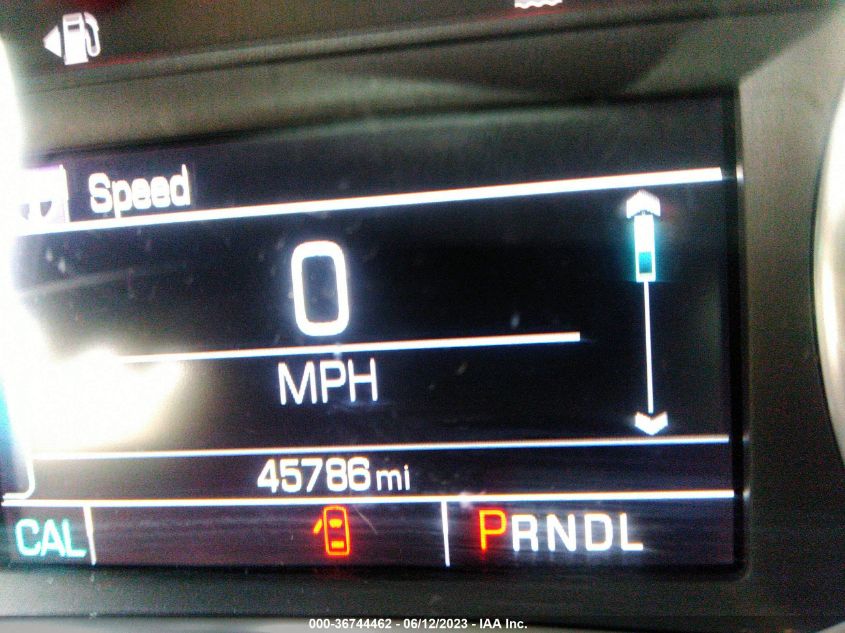 Speed
0
MPH
45786 mi
CAL PRNDL
000-36744462 - 06/12/2023 - IAA Inc.